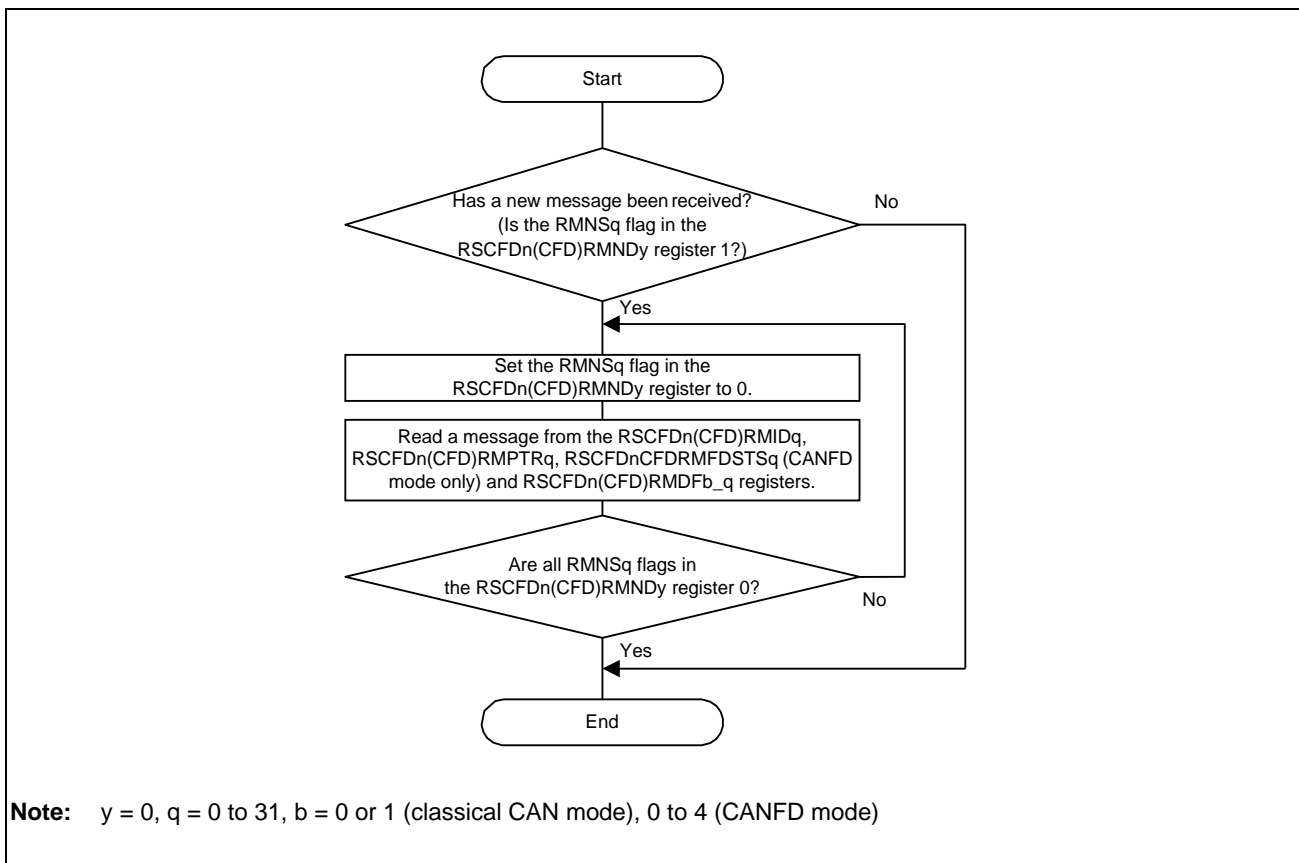 Start
Has a new message been received?
(Is the RMNSq flag in the
RSCFDn(CFD)RMNDy register 1?)
No
Yes
Set the RMNSq flag in the
RSCFDn(CFD)RMNDy register to 0.
Read a message from the RSCFDn(CFD)RMIDq,
RSCFDn(CFD)RMPTRq, RSCFDnCFDRMFDSTSq (CANFD
mode only) and RSCFDn(CFD)RMDFb_q registers.
Are all RMNSq flags in
the RSCFDn(CFD)RMNDy register 0?
No
Yes
End
Note: y = 0, q = 0 to 31, b = 0 or 1 (classical CAN mode), 0 to 4 (CANFD mode)